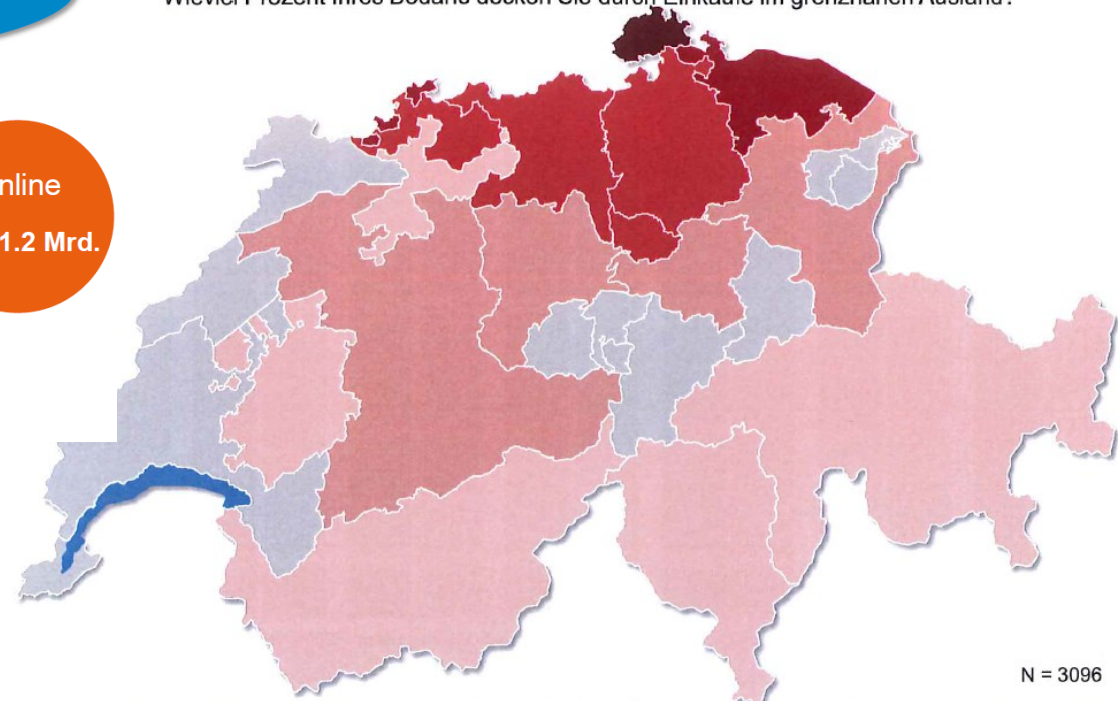 Wieviel Prozent Ihres Bedarfs decken Sie durch Einkäufe im grenznahen Ausland?
nline
1.2 Mrd.
N = 3096